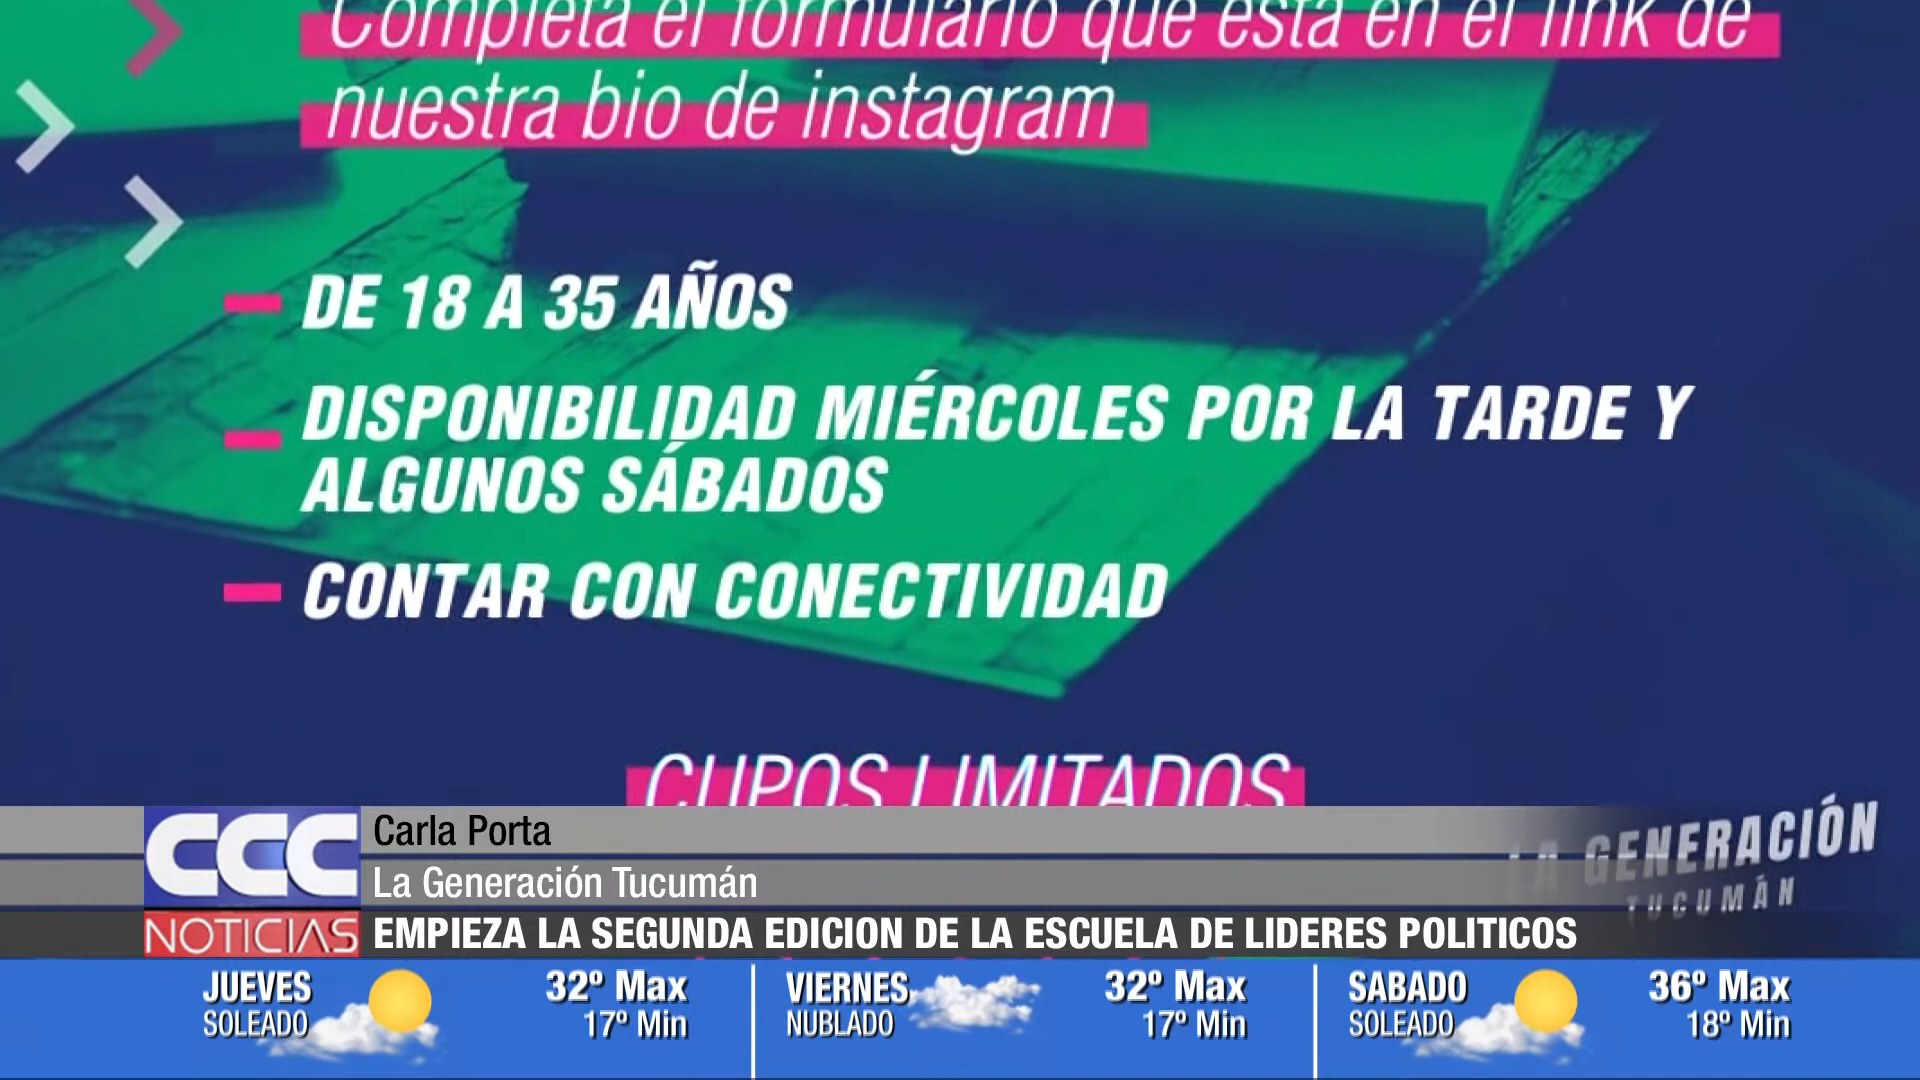 Completá el formulario que está en el link de
nuestra bio de instagram
DE 18 A 35 AÑOS
DISPONIBILIDAD MIÉRCOLES POR LA TARDE Y
ALGUNOS SÁBADOS
CONTAR CON CONECTIVIDAD
CUPOS LIMITADOS
LA GENERACIÓN
TUCUMÁN
CCC
NOTICIAS
Carla Porta
La Generación Tucumán
EMPIEZA LA SEGUNDA EDICION DE LA ESCUELA DE LIDERES POLITICOS
JUEVES
SOLEADO
32º Max
17º Min
VIERNES
NUBLADO
32º Max
17º Min
SABADO
SOLEADO
36º Max
18º Min